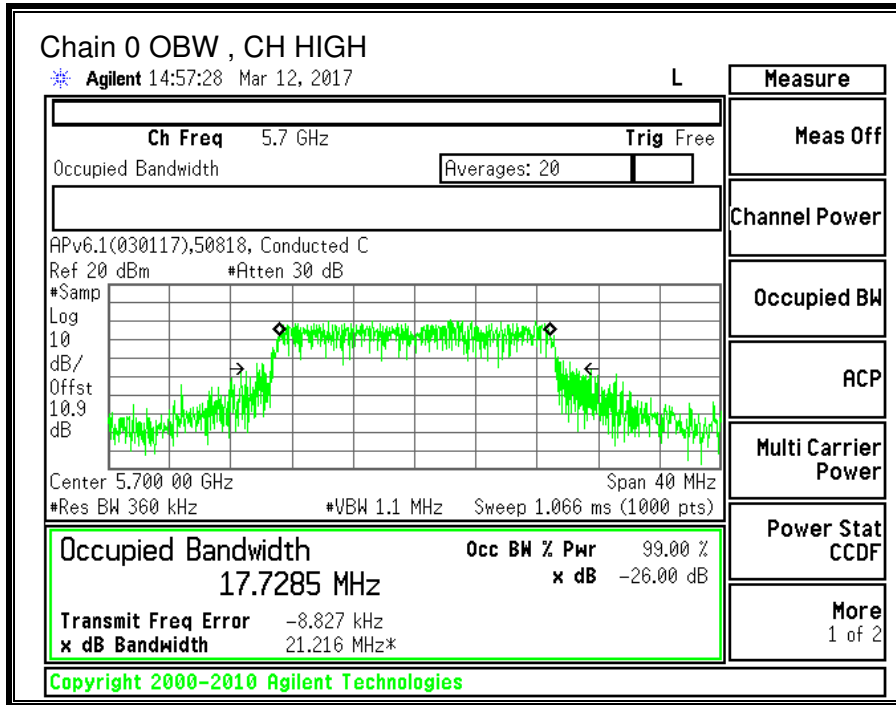 Chain 0 OBW , CH HIGH
Agilent 14:57:28 Mar 12, 2017 L
Measure
Ch Freq 5.7 GHz Trig Free
Meas Off
Occupied Bandwidth Averages: 20
Channel Power
APv6.1(030117),50818, Conducted C
Ref 20 dBm #Atten 30 dB
Occupied BW
#Samp
Log
10
dB/
Offst
10.9
dB
ACP
Multi Carrier
Power
Center 5.700 00 GHz Span 40 MHz
#Res BW 360 kHz #VBW 1.1 MHz Sweep 1.066 ms (1000 pts)
Power Stat
CCDF
Occupied Bandwidth Occ BW % Pwr 99.00 %
17.7285 MHz x dB -26.00 dB
Transmit Freq Error -8.827 kHz
x dB Bandwidth 21.216 MHz*
More
1 of 2
Copyright 2000-2010 Agilent Technologies